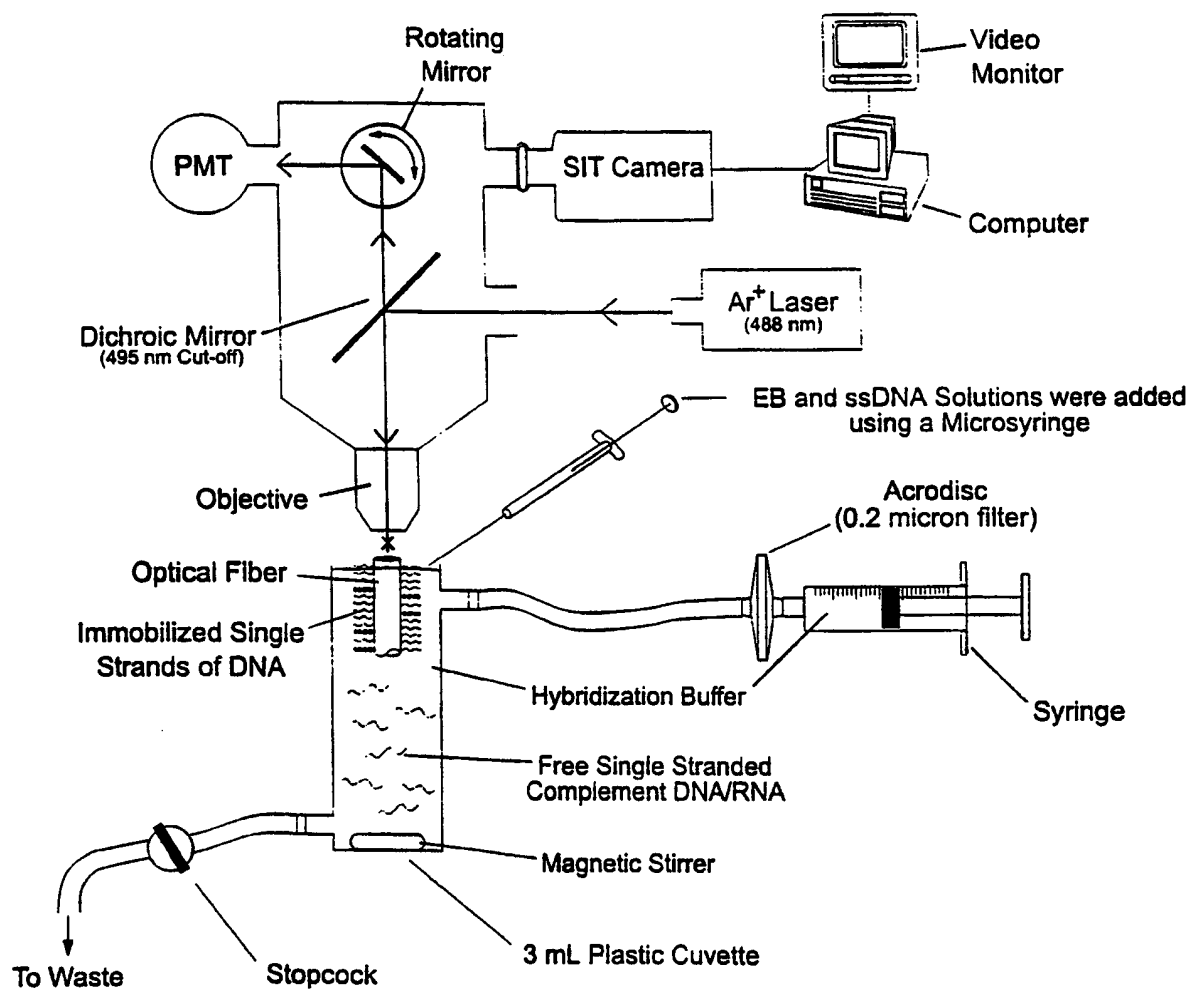 Rotating
Mirror
Video
Monitor
PMT
SIT Camera
Computer
Ar+ Laser
(488 nm)
Dichroic Mirror
(495 nm Cut-off)
EB and ssDNA Solutions were added
using a Microsyringe
Objective
Acrodisc
(0.2 micron filter)
Optical Fiber
Immobilized Single
Strands of DNA
Hybridization Buffer
Syringe
Free Single Stranded
Complement DNA/RNA
Magnetic Stirrer
3 mL Plastic Cuvette
To Waste
Stopcock